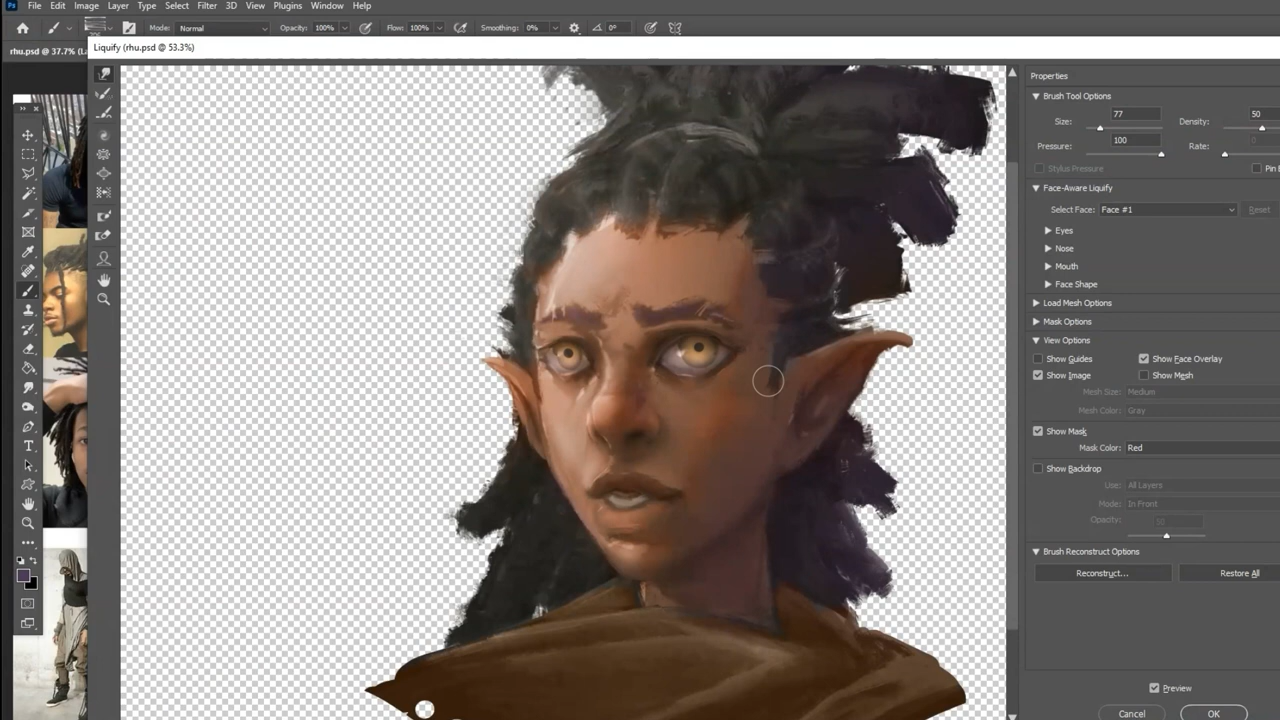 Ps File Edit Image Layer Type Select Filter 3D View Plugins Window Help
Mode: Normal Opacity: 100% Flow: 100% Smoothing: 0% 0°
rhu.psd @ 37.7% (L
Liquify (rhu.psd @ 53.3%)
Properties
Brush Tool Options
Size: 77 Density: 50
Pressure: 100 Rate: 0
Stylus Pressure Pin
Face-Aware Liquify
Select Face: Face #1 Reset
Eyes
Nose
Mouth
Face Shape
Load Mesh Options
Mask Options
View Options
Show Guides Show Face Overlay
Show Image Show Mesh
Mesh Size: Medium
Mesh Color: Gray
Show Mask
Mask Color: Red
Show Backdrop
Use: All Layers
Mode: In Front
Opacity: 50
Brush Reconstruct Options
Reconstruct... Restore All
Preview
Cancel OK